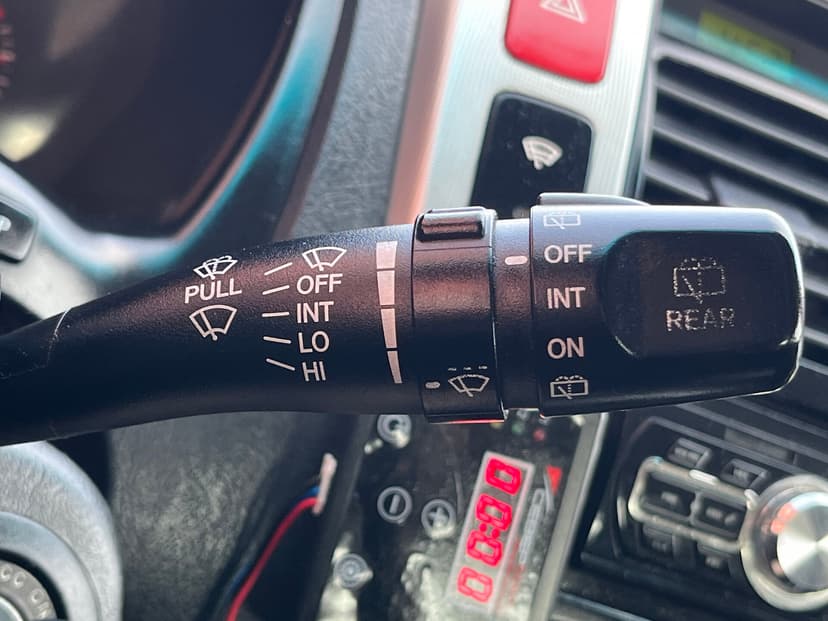 PULL
OFF
INT
LO
HI
OFF
INT
ON
REAR